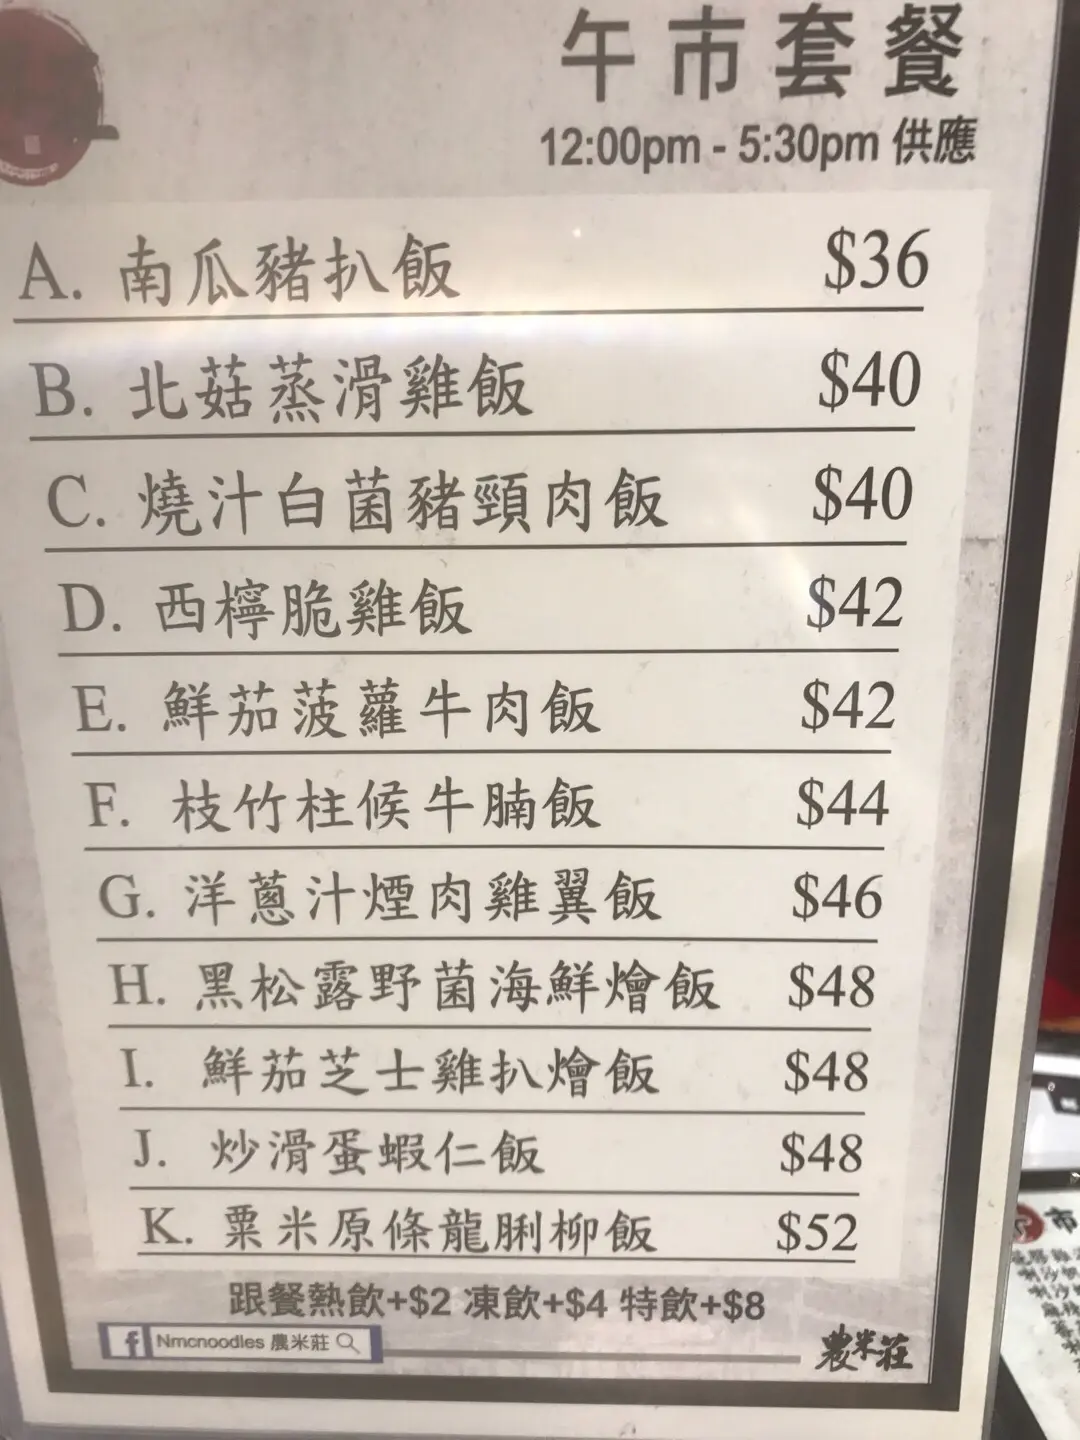 午市套餐
12:00pm - 5:30pm 供應
A. 南瓜豬扒飯 $36
B. 北菇蒸滑雞飯 $40
C. 燒汁白菌豬頸肉飯 $40
D. 西檸脆雞飯 $42
E. 鮮茄菠蘿牛肉飯 $42
F. 枝竹柱候牛腩飯 $44
G. 洋蔥汁煙肉雞翼飯 $46
H. 黑松露野菌海鮮燴飯 $48
I. 鮮茄芝士雞扒燴飯 $48
J. 炒滑蛋蝦仁飯 $48
K. 粟米原條龍脷柳飯 $52
跟餐熱飲+$2 凍飲+$4 特飲+$8
f Nmcnoodles 農米莊
農米莊
市